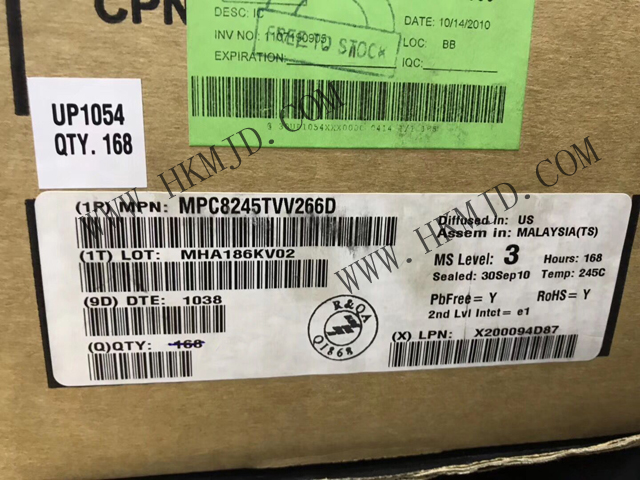 CPN
DESC: IC
DATE: 10/14/2010
INV NO: 1107190905
LOC: BB
FREE TO STOCK
EXPIRATION:
IQC:
UP1054
QTY. 168
WWW.HKMJD.COM
WWW.HKMJD.COM
(1P) MPN: MPC8245TVV266D
(1T) LOT: MHA186KV02
(9D) DTE: 1038
(Q)QTY: 168
R&QA
Q1868
Diffused in: US
Assem in: MALAYSIA(TS)
MS Level: 3 Hours: 168
Sealed: 30Sep10 Temp: 245C
PbFree= Y RoHS= Y
2nd Lvl Intct= e1
(X) LPN: X200094D87